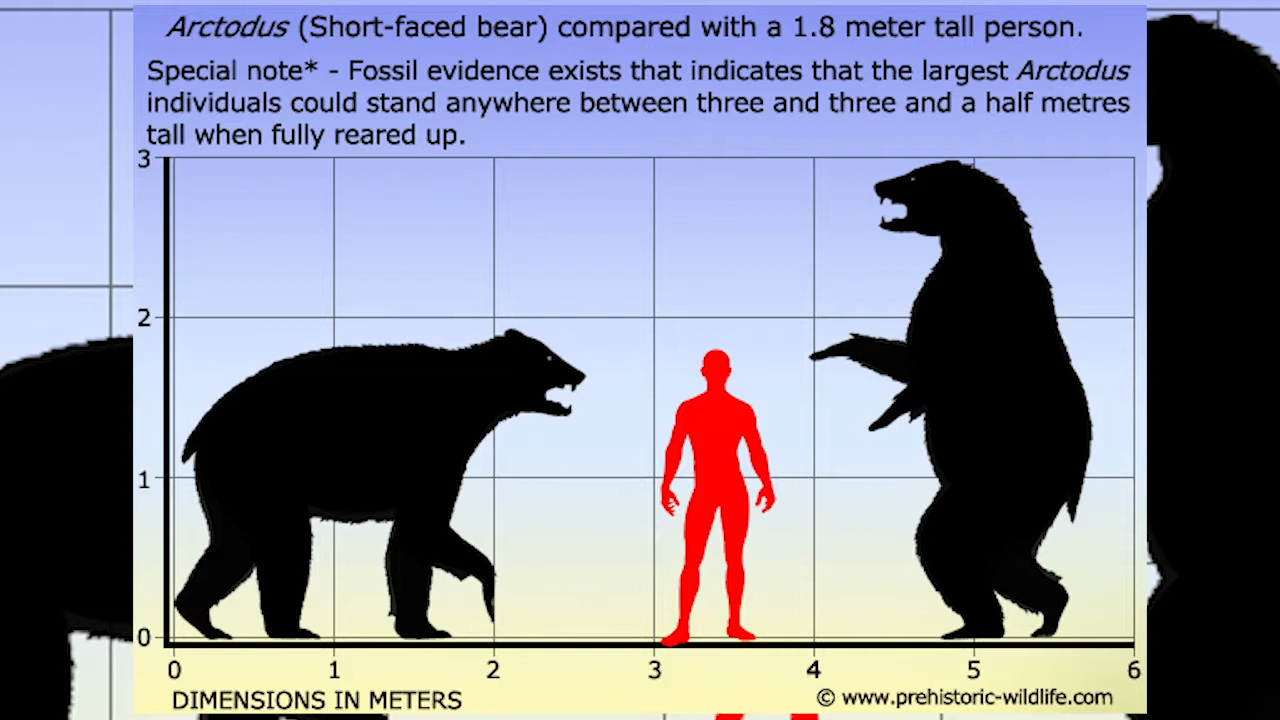 Arctodus (Short-faced bear) compared with a 1.8 meter tall person.
Special note* - Fossil evidence exists that indicates that the largest Arctodus
individuals could stand anywhere between three and three and a half metres
tall when fully reared up.
3
2
1
0
0 1 2 3 4 5 6
DIMENSIONS IN METERS © www.prehistoric-wildlife.com